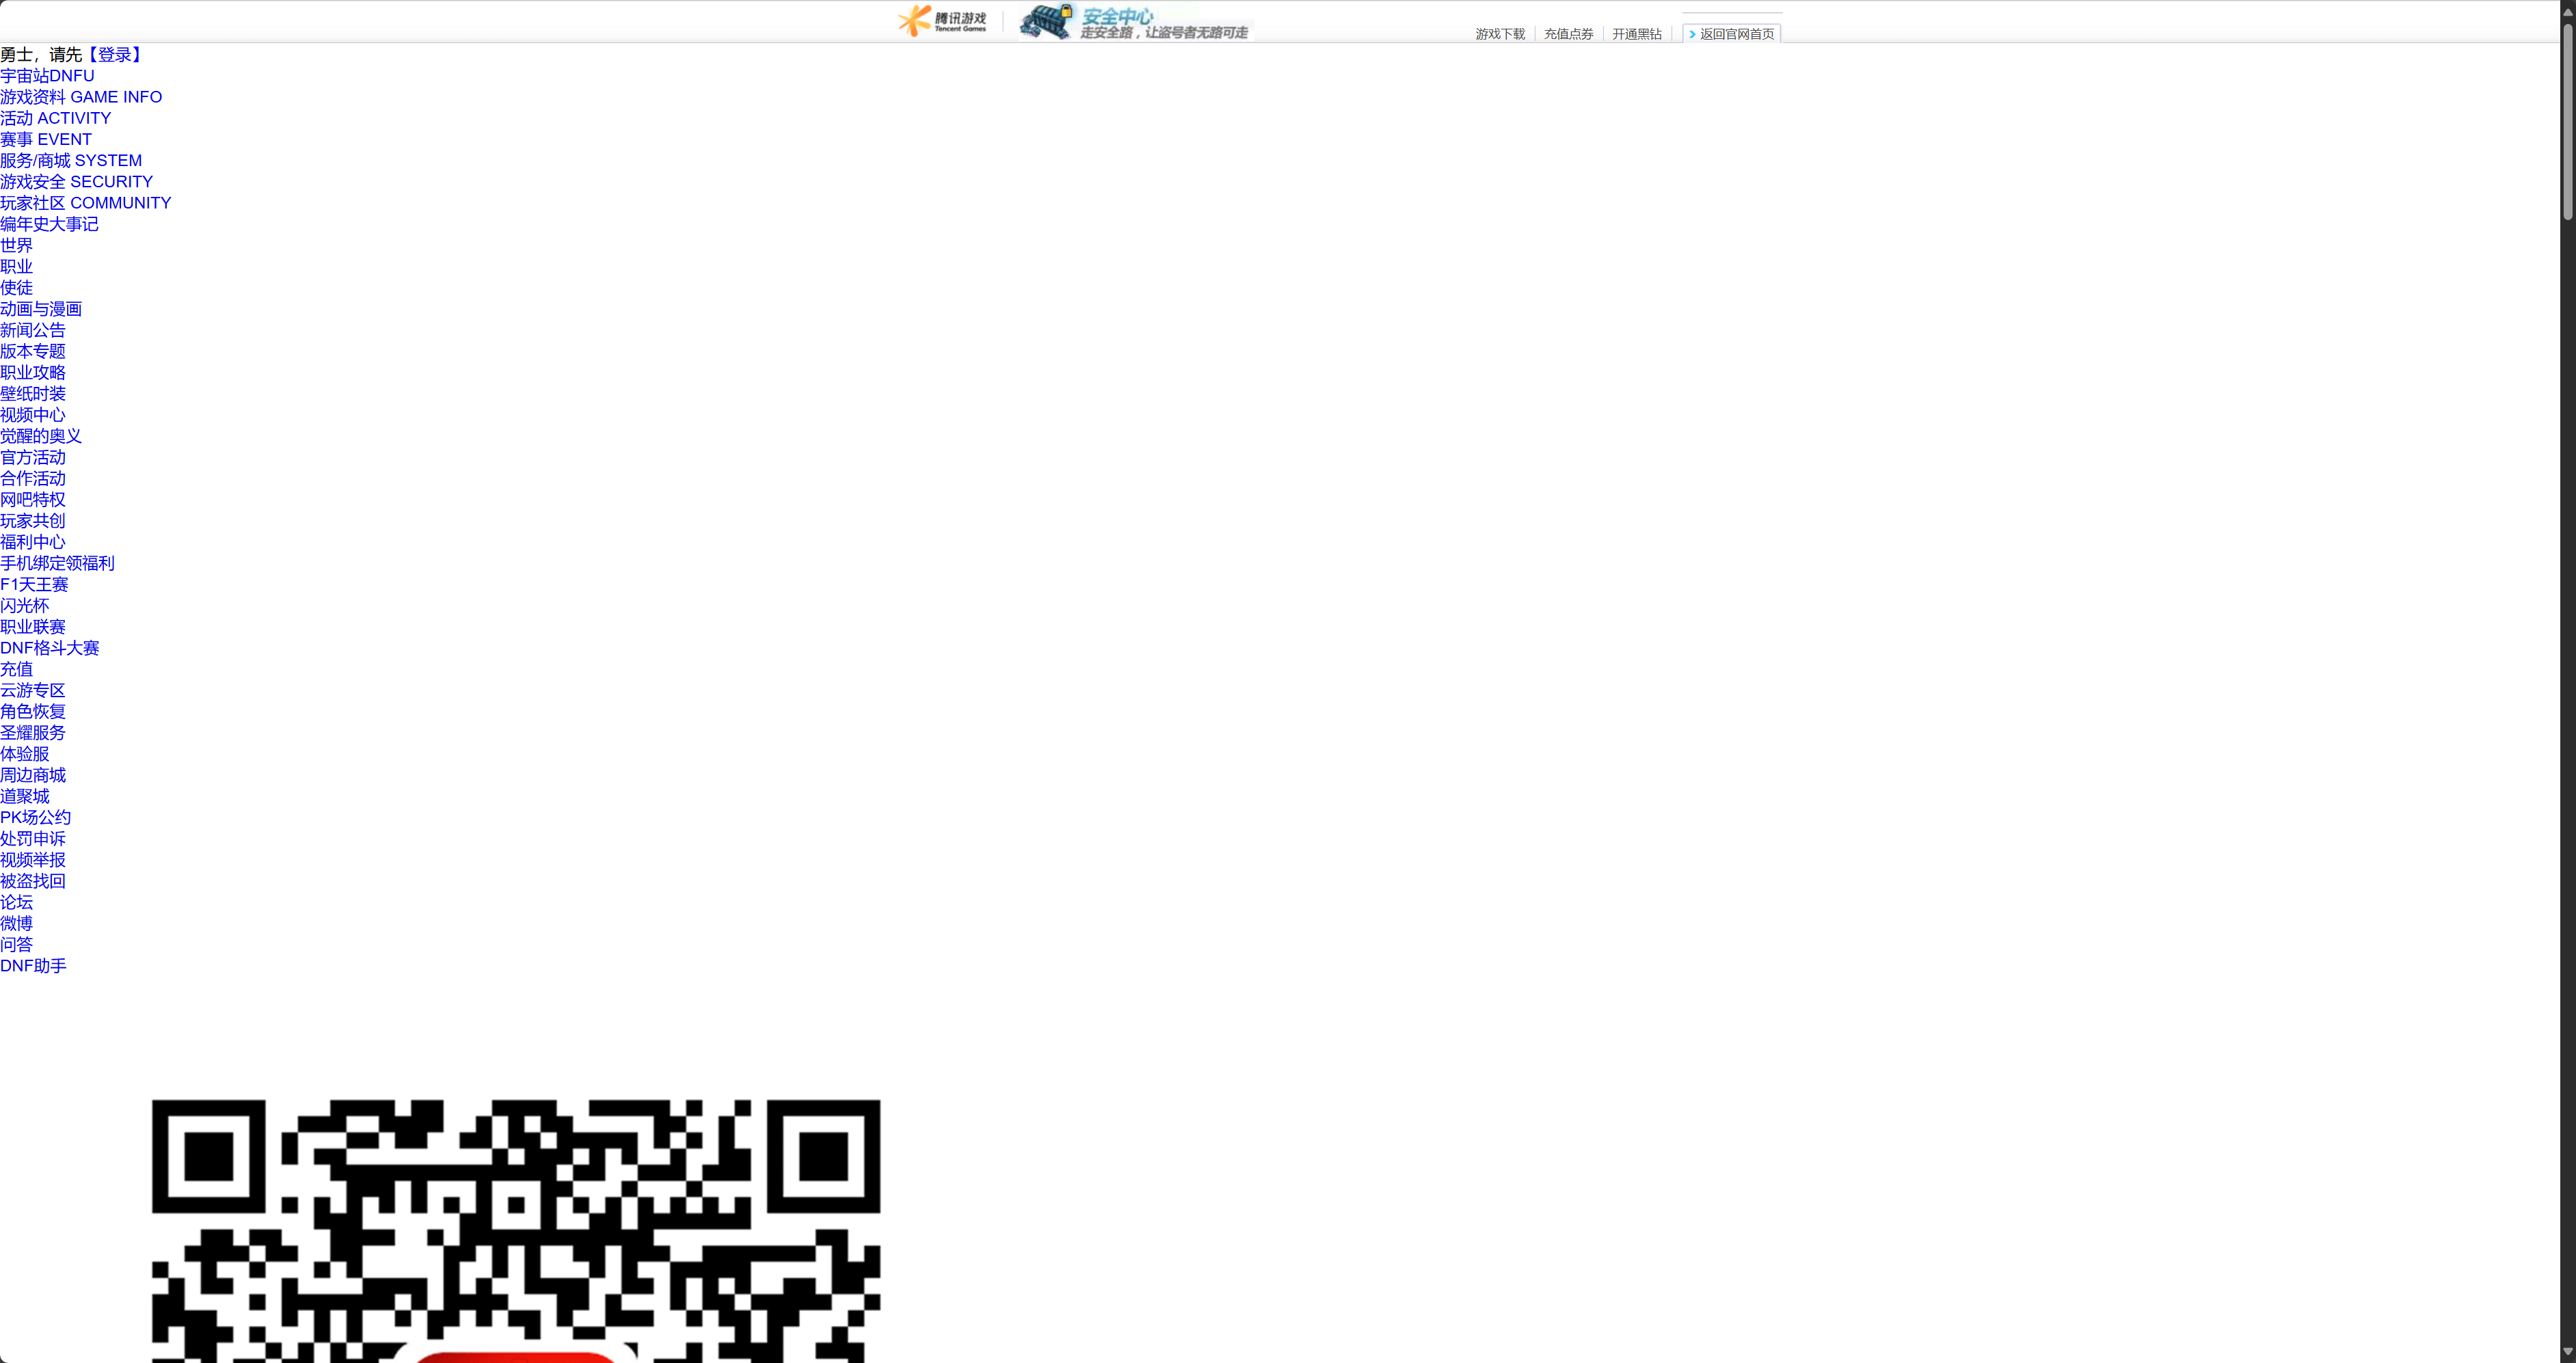 腾讯游戏
Tencent Games
安全中心
走安全路，让盗号者无路可走
游戏下载 充值点券 开通黑钻 返回官网首页
勇士，请先【登录】
宇宙站DNFU
游戏资料 GAME INFO
活动 ACTIVITY
赛事 EVENT
服务/商城 SYSTEM
游戏安全 SECURITY
玩家社区 COMMUNITY
编年史大事记
世界
职业
使徒
动画与漫画
新闻公告
版本专题
职业攻略
壁纸时装
视频中心
觉醒的奥义
官方活动
合作活动
网吧特权
玩家共创
福利中心
手机绑定领福利
F1天王赛
闪光杯
职业联赛
DNF格斗大赛
充值
云游专区
角色恢复
圣耀服务
体验服
周边商城
道聚城
PK场公约
处罚申诉
视频举报
被盗找回
论坛
微博
问答
DNF助手